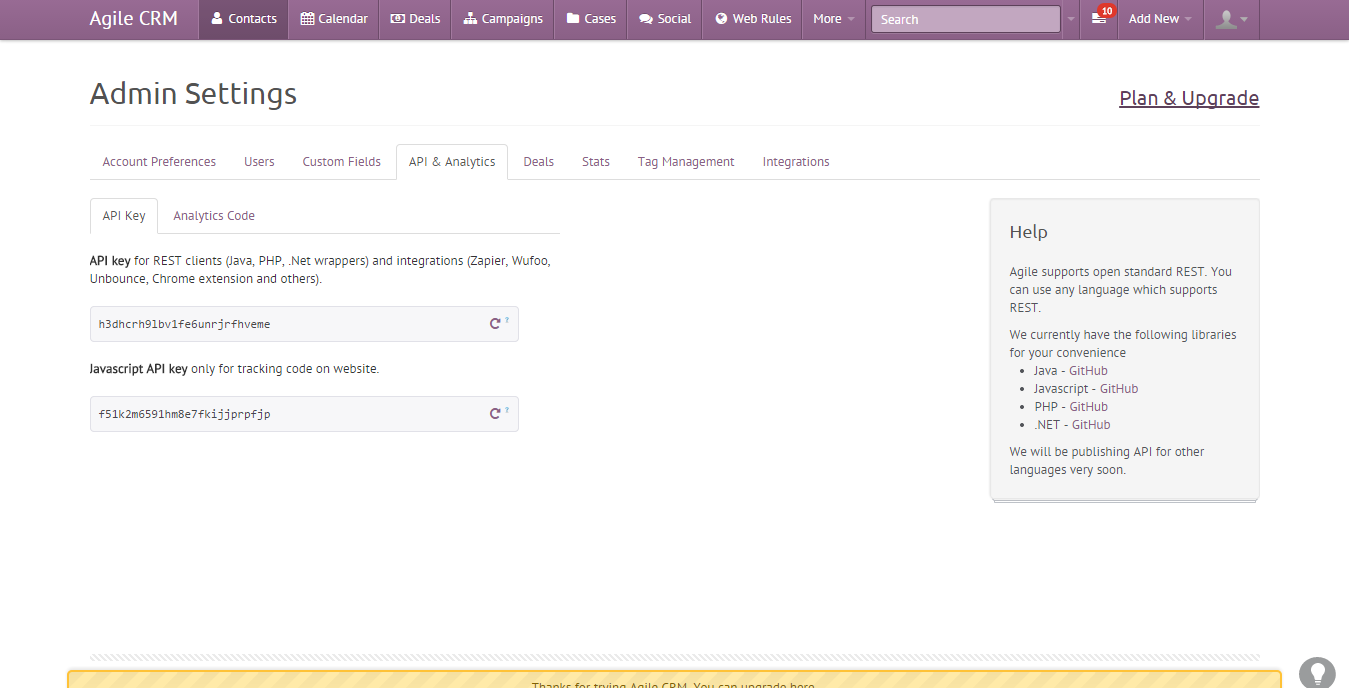 Agile CRM Contacts Calendar Deals Campaigns Cases Social Web Rules More Search 10 Add New
Admin Settings
Plan & Upgrade
Account Preferences Users Custom Fields API & Analytics Deals Stats Tag Management Integrations
API Key Analytics Code
API key for REST clients (Java, PHP, .Net wrappers) and integrations (Zapier, Wufoo,
Unbounce, Chrome extension and others).
h3dhcrh9lbv1fe6unrjrfhveme ?
Javascript API key only for tracking code on website.
f51k2m6591hm8e7fkijjprpfjp ?
Help
Agile supports open standard REST. You
can use any language which supports
REST.
We currently have the following libraries
for your convenience
• Java - GitHub
• Javascript - GitHub
• PHP - GitHub
• .NET - GitHub
We will be publishing API for other
languages very soon.
Thanks for trying Agile CRM. You can upgrade here